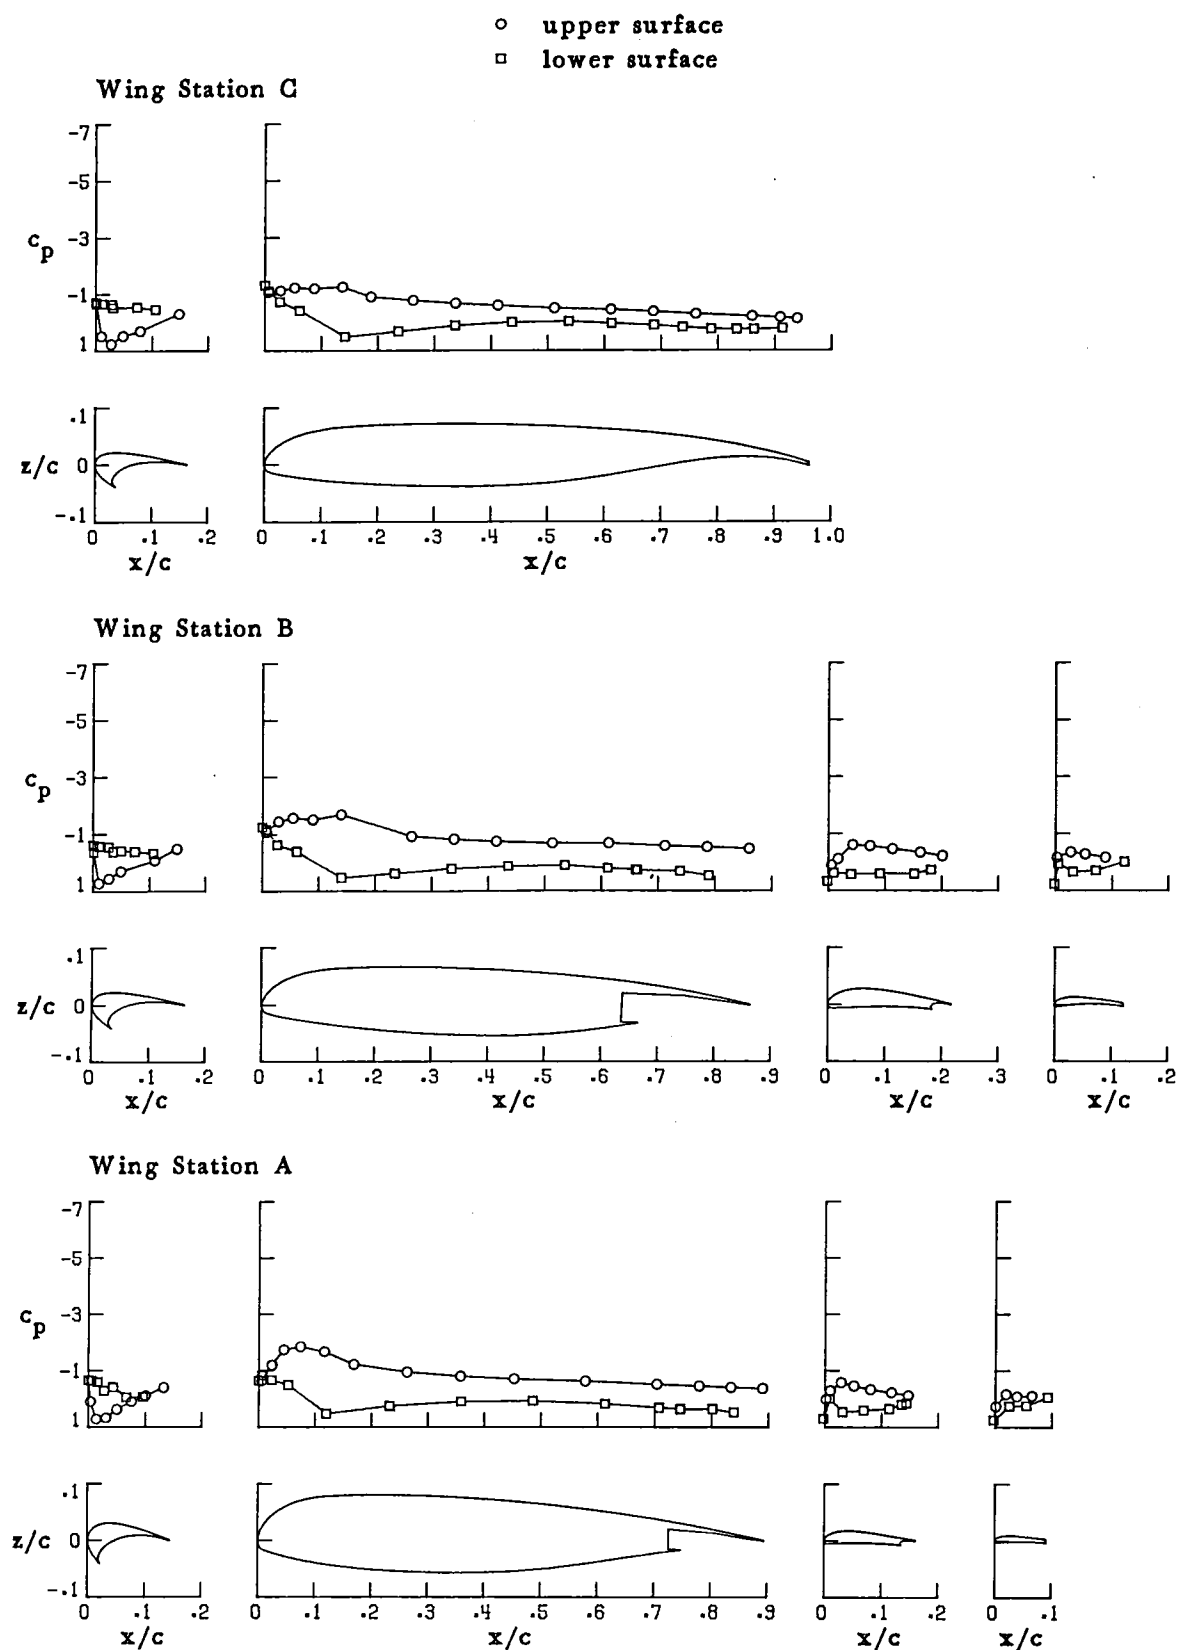 upper surface
lower surface
Wing Station C
-7
-5
-3
-1
1
c_p
.1
0
-.1
z/c
0 .1 .2
x/c
0 .1 .2 .3 .4 .5 .6 .7 .8 .9 1.0
x/c
Wing Station B
-7
-5
-3
-1
1
c_p
.1
0
-.1
z/c
0 .1 .2
x/c
0 .1 .2 .3 .4 .5 .6 .7 .8 .9
x/c
0 .1 .2 .3
x/c
0 .1 .2
x/c
Wing Station A
-7
-5
-3
-1
1
c_p
.1
0
-.1
z/c
0 .1 .2
x/c
0 .1 .2 .3 .4 .5 .6 .7 .8 .9
x/c
0 .1 .2
x/c
0 .1
x/c